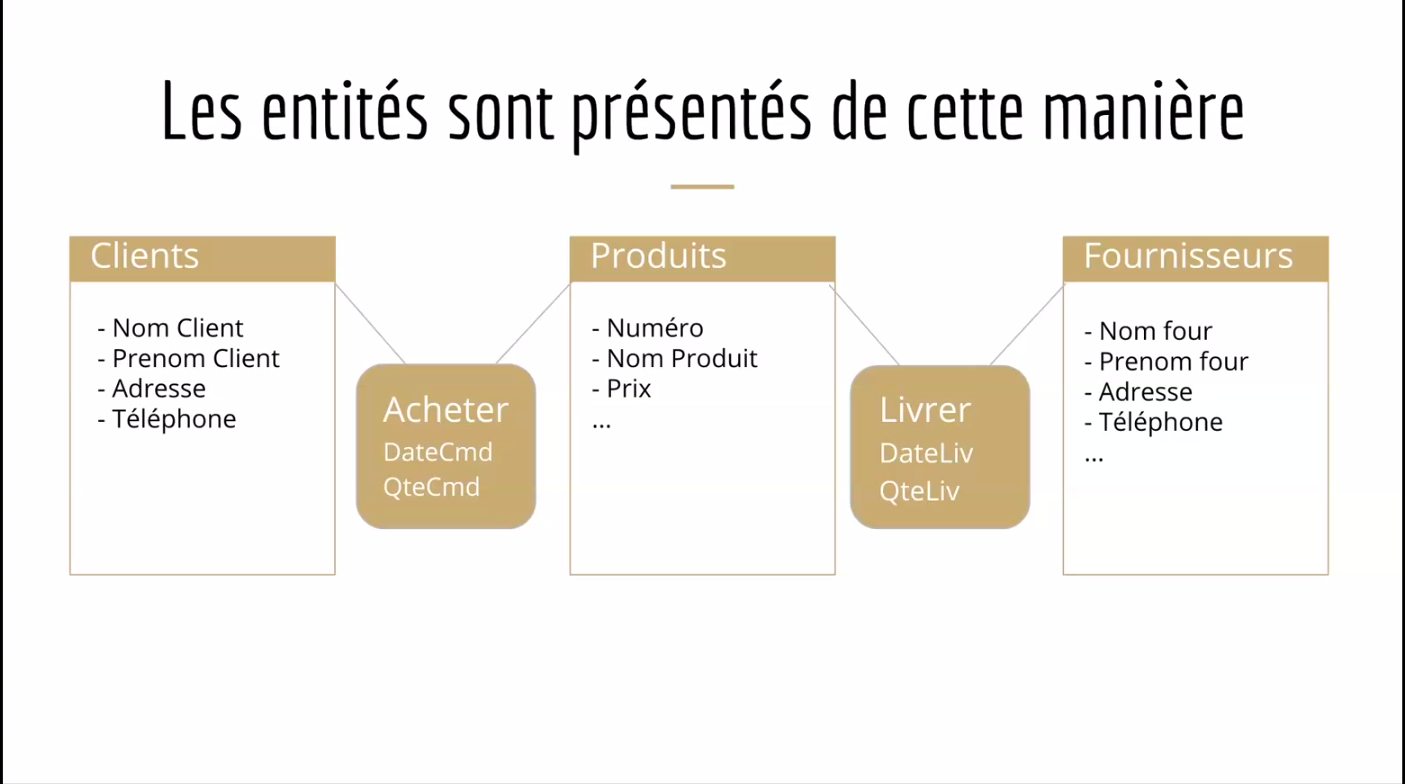 Les entités sont présentés de cette manière
Clients
- Nom Client
- Prenom Client
- Adresse
- Téléphone
Acheter
DateCmd
QteCmd
Produits
- Numéro
- Nom Produit
- Prix
...
Livrer
DateLiv
QteLiv
Fournisseurs
- Nom four
- Prenom four
- Adresse
- Téléphone
...